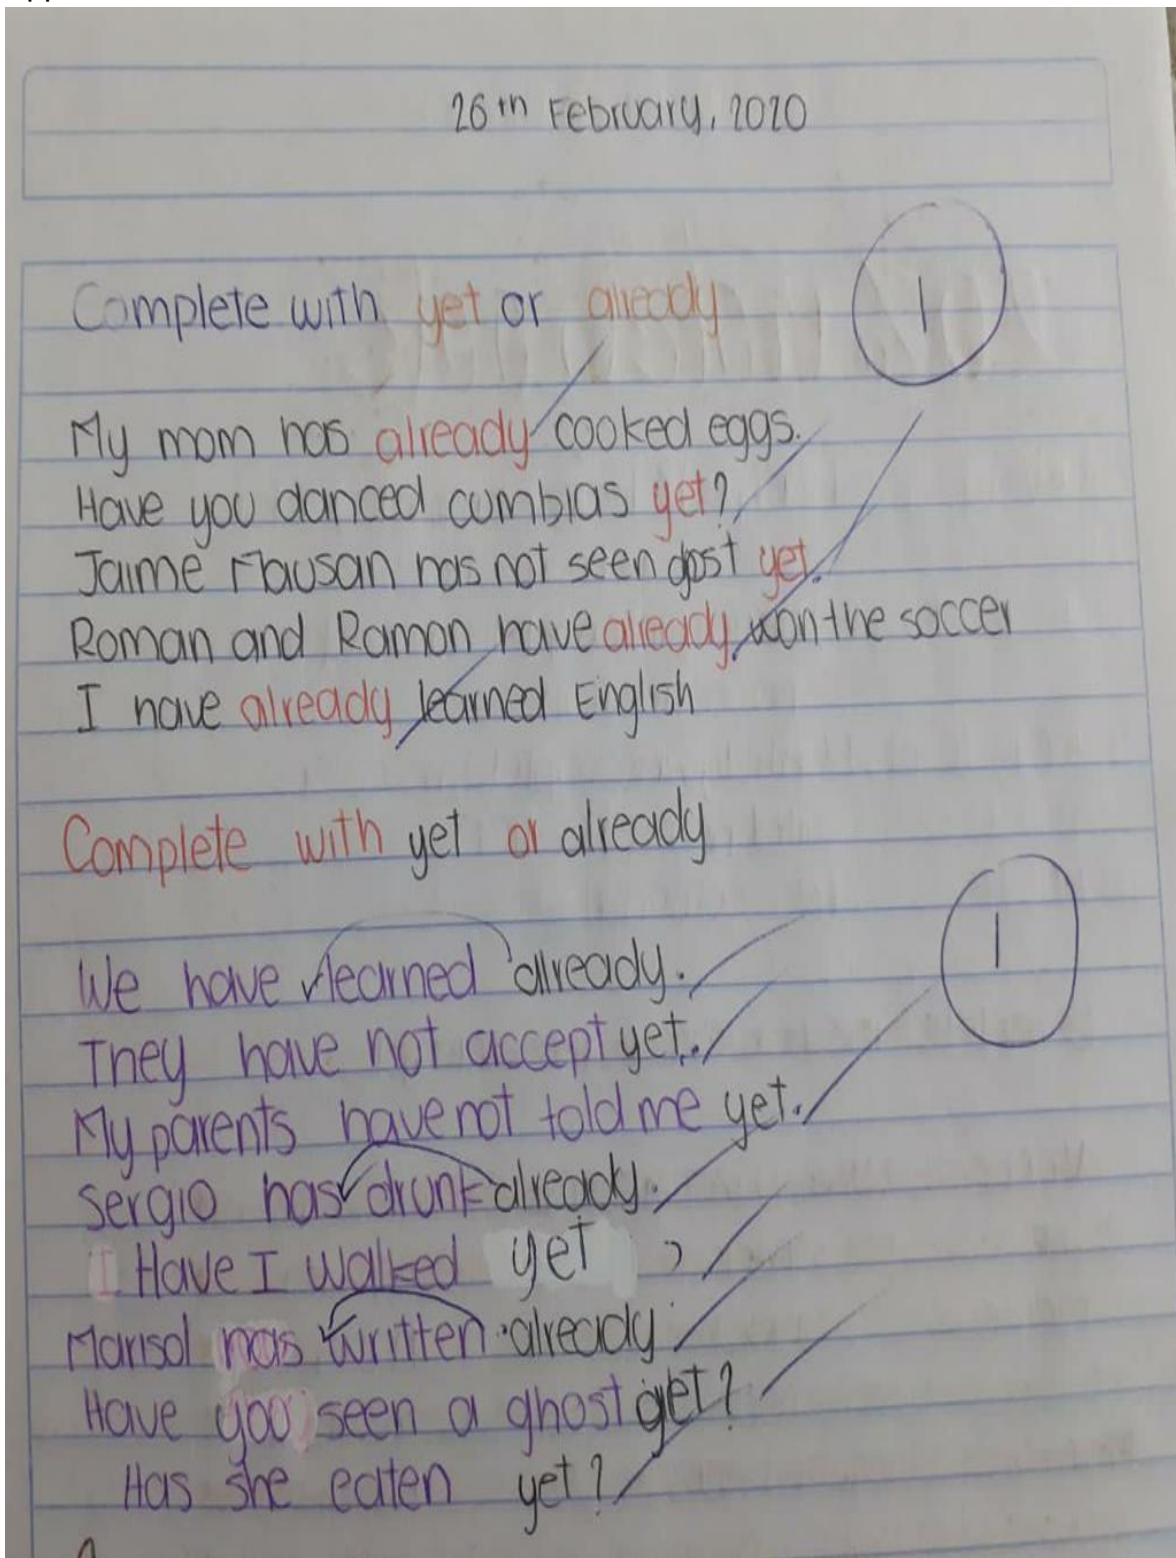 26th February, 2020
Complete with yet or already
1
My mom has already cooked eggs.
Have you danced cumbias yet?
Jaime Mausan has not seen gost yet.
Roman and Ramon have already won the soccer
I have already learned English
Complete with yet or already
1
We have learned already.
They have not accept yet.
My parents have not told me yet.
Sergio has drunk already.
I Have I walked yet ?
Marisol has written already
Have you seen a ghost yet?
Has she eaten yet?